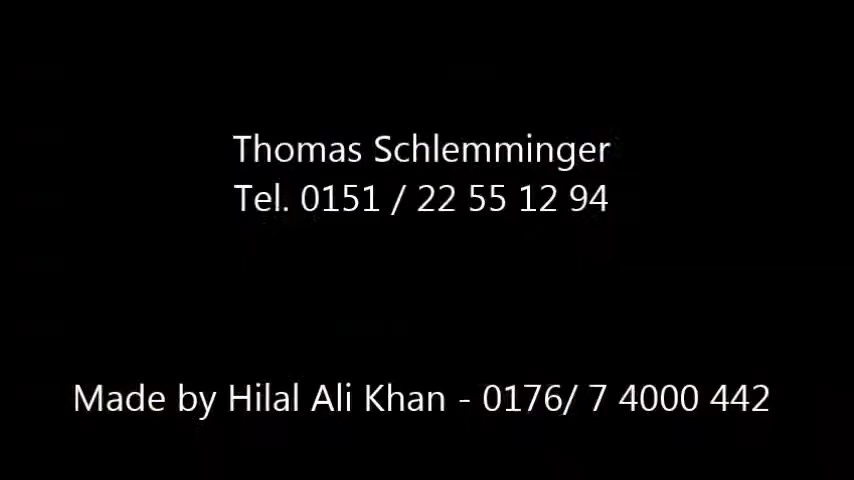 Thomas Schlemminger
Tel. 0151 / 22 55 12 94
Made by Hilal Ali Khan - 0176/ 7 4000 442